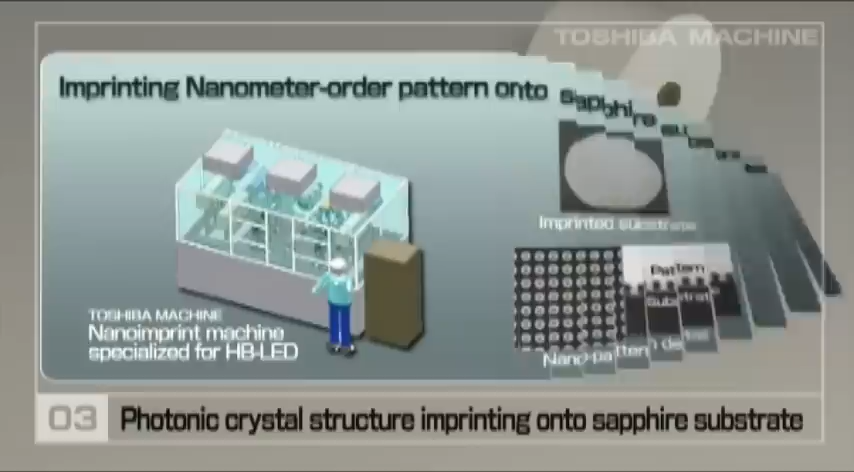 TOSHIBA MACHINE
Imprinting Nanometer-order pattern onto sapphire
Imprinted substrate
Pattern
Substrate
TOSHIBA MACHINE
Nanoimprint machine
specialized for HB-LED
03 Photonic crystal structure imprinting onto sapphire substrate